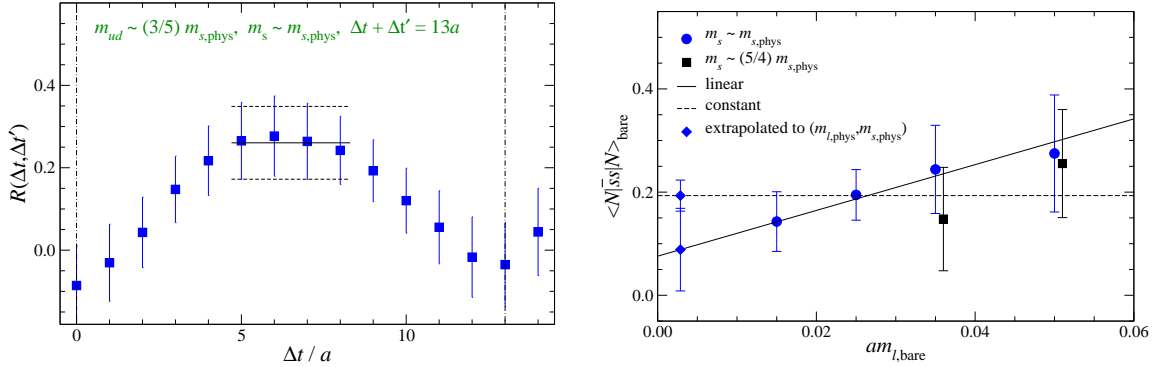 m_ud ~ (3/5) m_s,phys, m_s ~ m_s,phys, Δt + Δt′ = 13a
R(Δt,Δt′)
0.4
0.2
0.0
0
5
10
Δt / a
m_s ~ m_s,phys
m_s ~ (5/4) m_s,phys
linear
constant
extrapolated to (m_l,phys,m_s,phys)
<N|s̄s|N>_bare
0.4
0.2
0.0
0.00
0.02
0.04
0.06
am_l,bare